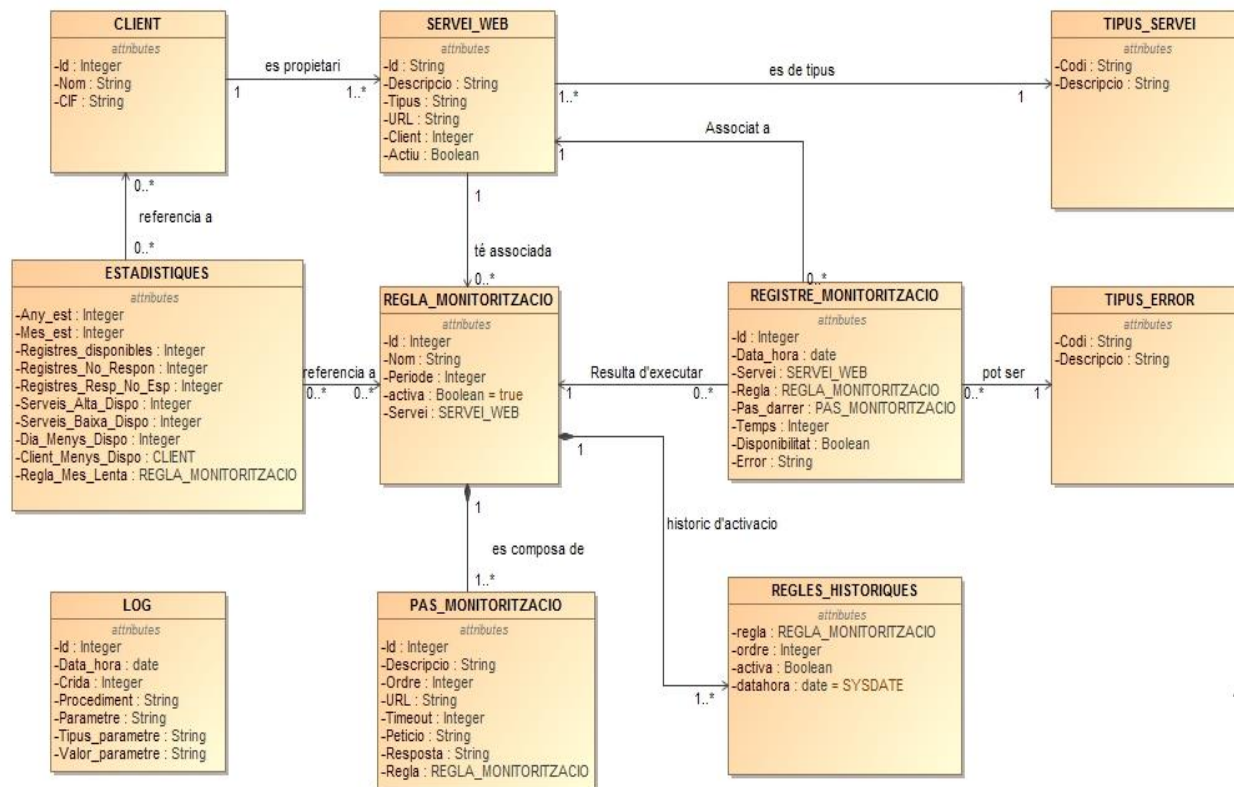 CLIENT
attributes
-Id : Integer
-Nom : String
-CIF : String
es propietari
1
1..*
SERVEI_WEB
attributes
-Id : String
-Descripcio : String
-Tipus : String
-URL : String
-Client : Integer
-Actiu : Boolean
es de tipus
1..*
1
TIPUS_SERVEI
attributes
-Codi : String
-Descripcio : String
Associat a
1
0..*
0..*
referencia a
0..*
1
té associada
0..*
ESTADISTIQUES
attributes
-Any_est : Integer
-Mes_est : Integer
-Registres_disponibles : Integer
-Registres_No_Respon : Integer
-Registres_Resp_No_Esp : Integer
-Serveis_Alta_Dispo : Integer
-Serveis_Baixa_Dispo : Integer
-Dia_Menys_Dispo : Integer
-Client_Menys_Dispo : CLIENT
-Regla_Mes_Lenta : REGLA_MONITORITZACIO
referencia a
0..*
0..*
REGLA_MONITORITZACIO
attributes
-Id : Integer
-Nom : String
-Periode : Integer
-activa : Boolean = true
-Servei : SERVEI_WEB
Resulta d'executar
1
0..*
REGISTRE_MONITORITZACIO
attributes
-Id : Integer
-Data_hora : date
-Servei : SERVEI_WEB
-Regla : REGLA_MONITORITZACIO
-Pas_darrer : PAS_MONITORITZACIO
-Temps : Integer
-Disponibilitat : Boolean
-Error : String
pot ser
0..*
1
TIPUS_ERROR
attributes
-Codi : String
-Descripcio : String
1
historic d'activacio
1..*
1
es composa de
1..*
LOG
attributes
-Id : Integer
-Data_hora : date
-Crida : Integer
-Procediment : String
-Parametre : String
-Tipus_parametre : String
-Valor_parametre : String
PAS_MONITORITZACIO
attributes
-Id : Integer
-Descripcio : String
-Ordre : Integer
-URL : String
-Timeout : Integer
-Peticio : String
-Resposta : String
-Regla : REGLA_MONITORITZACIO
REGLES_HISTORIQUES
attributes
-regla : REGLA_MONITORITZACIO
-ordre : Integer
-activa : Boolean
-datahora : date = SYSDATE